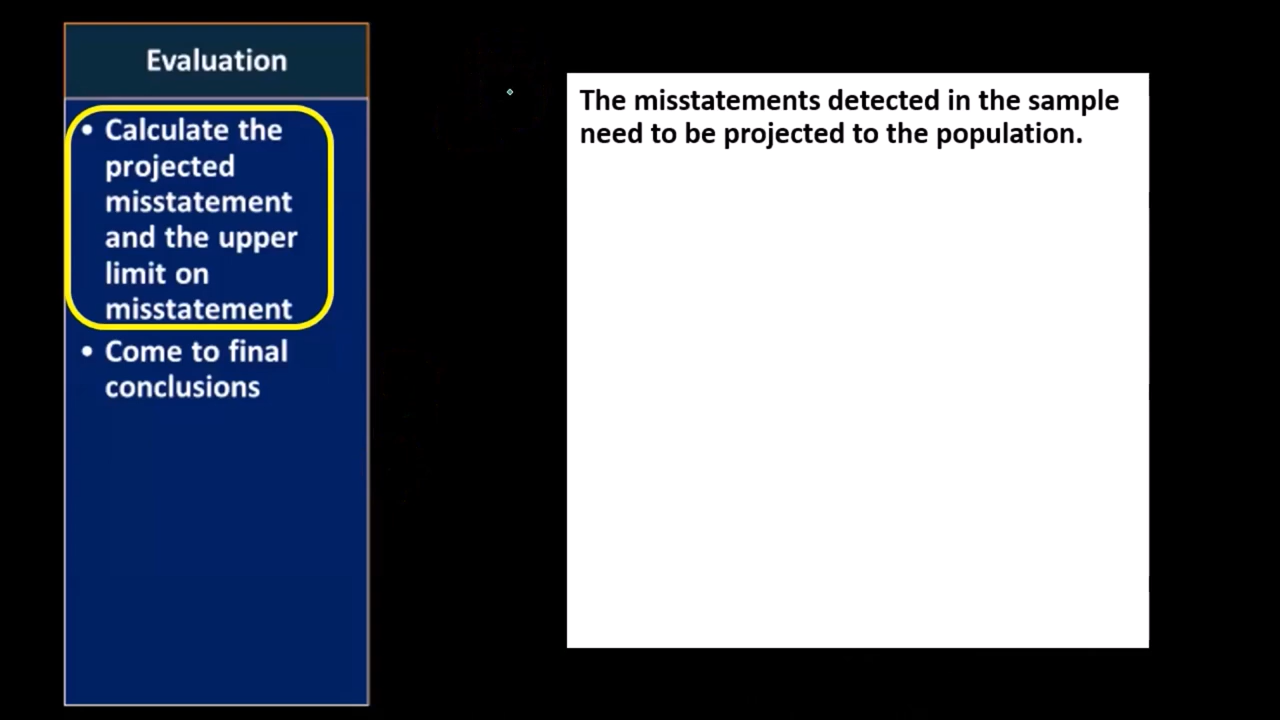 Evaluation
• Calculate the
projected
misstatement
and the upper
limit on
misstatement
• Come to final
conclusions
The misstatements detected in the sample
need to be projected to the population.